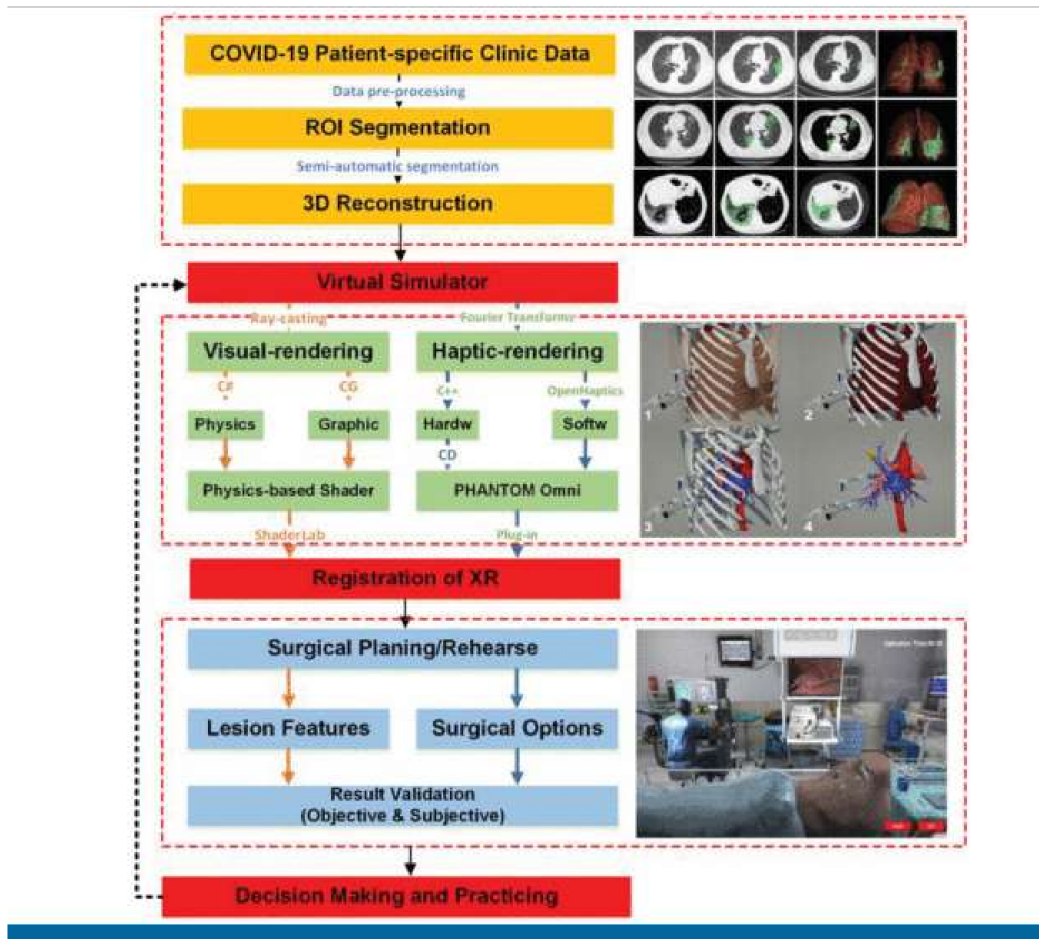 COVID-19 Patient-specific Clinic Data
Data pre-processing
ROI Segmentation
Semi-automatic segmentation
3D Reconstruction
Virtual Simulator
Ray-casting
Fourier Transforms
Visual-rendering
Haptic-rendering
C#
CG
C++
OpenHaptics
Physics
Graphic
Hardw
Softw
CD
Physics-based Shader
PHANTOM Omni
ShaderLab
Plug-in
1
2
3
4
Registration of XR
Surgical Planing/Rehearse
Lesion Features
Surgical Options
Result Validation
(Objective & Subjective)
Decision Making and Practicing